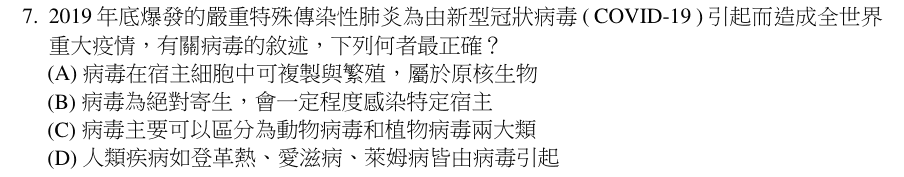 7. 2019 年底爆發的嚴重特殊傳染性肺炎為由新型冠狀病毒 ( COVID-19 ) 引起而造成全世界
重大疫情，有關病毒的敘述，下列何者最正確？
(A) 病毒在宿主細胞中可複製與繁殖，屬於原核生物
(B) 病毒為絕對寄生，會一定程度感染特定宿主
(C) 病毒主要可以區分為動物病毒和植物病毒兩大類
(D) 人類疾病如登革熱、愛滋病、萊姆病皆由病毒引起